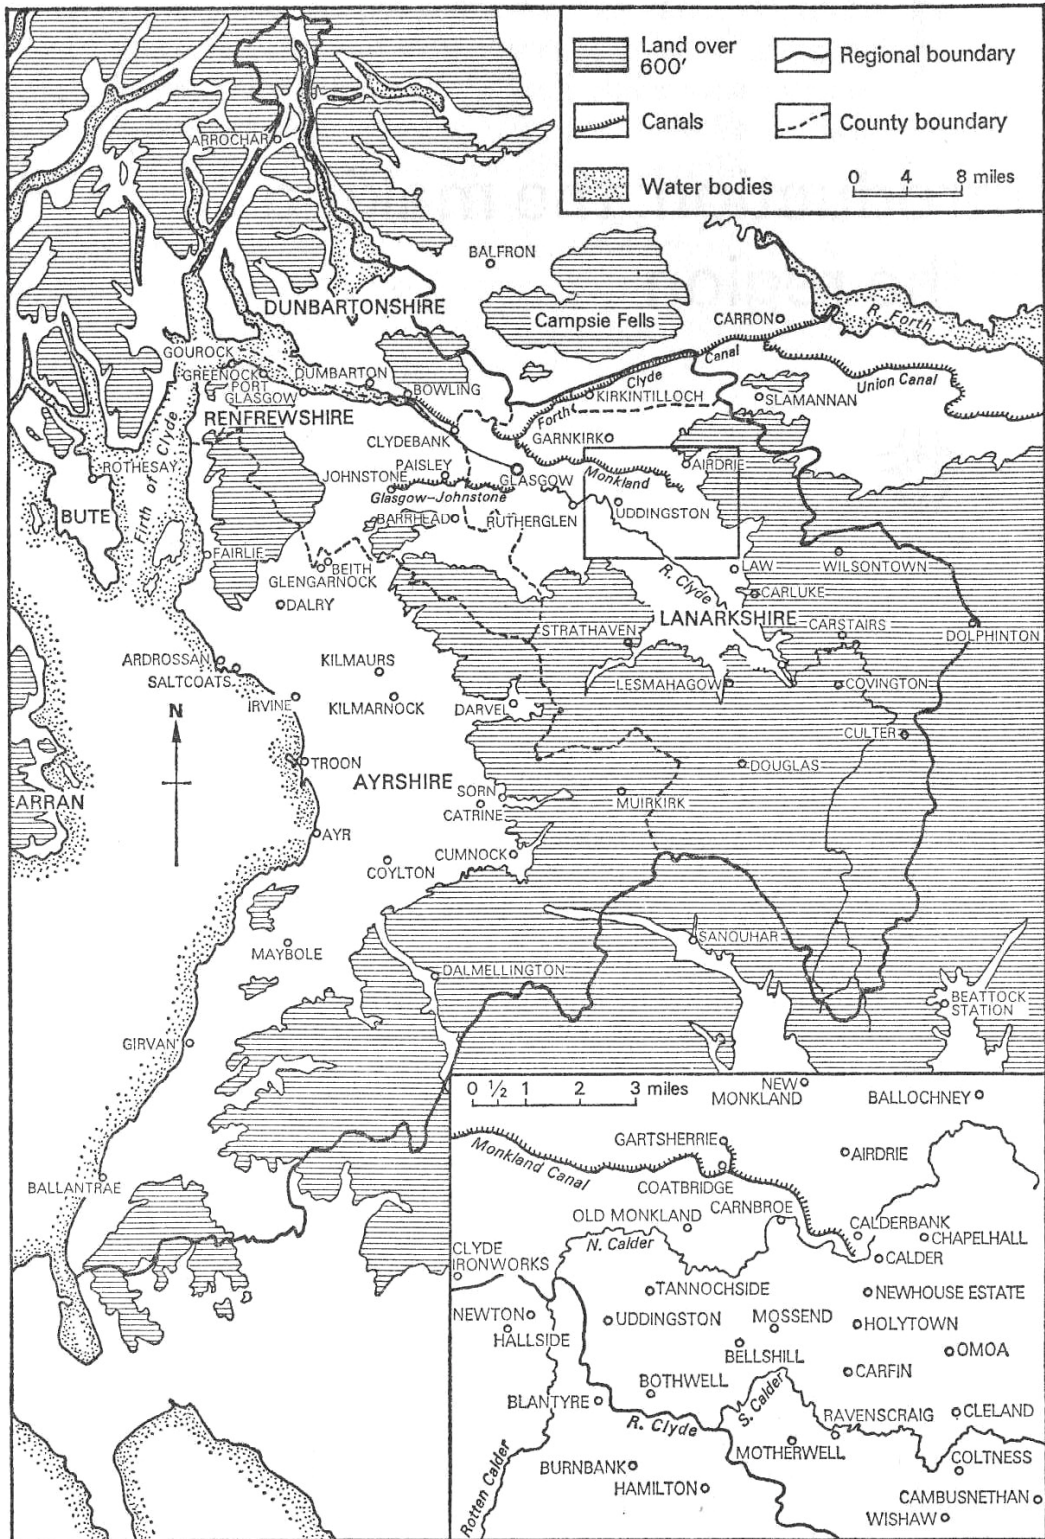 Land over
600'
Regional boundary
Canals
County boundary
Water bodies
0 4 8 miles
ARROCHAR
BALFRON
DUNBARTONSHIRE
Campsie Fells
CARRON
R. Forth
GOUROCK
GREENOCK
PORT
GLASGOW
DUMBARTON
BOWLING
Forth Clyde Canal
Union Canal
KIRKINTILLOCH
SLAMANNAN
RENFREWSHIRE
CLYDEBANK
GARNKIRK
Firth of Clyde
ROTHESAY
JOHNSTONE
PAISLEY
GLASGOW
Monkland
AIRDRIE
Glasgow–Johnstone
BUTE
BARRHEAD
RUTHERGLEN
UDDINGSTON
FAIRLIE
BEITH
GLENGARNOCK
R. Clyde
LAW
WILSONTOWN
DALRY
CARLUKE
LANARKSHIRE
STRATHAVEN
CARSTAIRS
DOLPHINTON
ARDROSSAN
SALTCOATS
KILMAURS
LESMAHAGOW
COVINGTON
IRVINE
KILMARNOCK
DARVEL
N
CULTER
TROON
DOUGLAS
AYRSHIRE
SORN
MUIRKIRK
ARRAN
CATRINE
AYR
CUMNOCK
COYLTON
SANQUHAR
MAYBOLE
DALMELLINGTON
BEATTOCK
STATION
GIRVAN
BALLANTRAE
0 ½ 1 2 3 miles
NEW
MONKLAND
BALLOCHNEY
GARTSHERRIE
AIRDRIE
Monkland Canal
COATBRIDGE
CARNBROE
OLD MONKLAND
CALDERBANK
CHAPELHALL
N. Calder
CALDER
CLYDE
IRONWORKS
TANNOCHSIDE
NEWHOUSE ESTATE
NEWTON
UDDINGSTON
MOSSEND
HOLYTOWN
HALLSIDE
BELLSHILL
OMOA
CARFIN
BOTHWELL
BLANTYRE
S. Calder
R. Clyde
RAVENSCRAIG
CLELAND
MOTHERWELL
COLTNESS
BURNBANK
HAMILTON
Rotten Calder
CAMBUSNETHAN
WISHAW